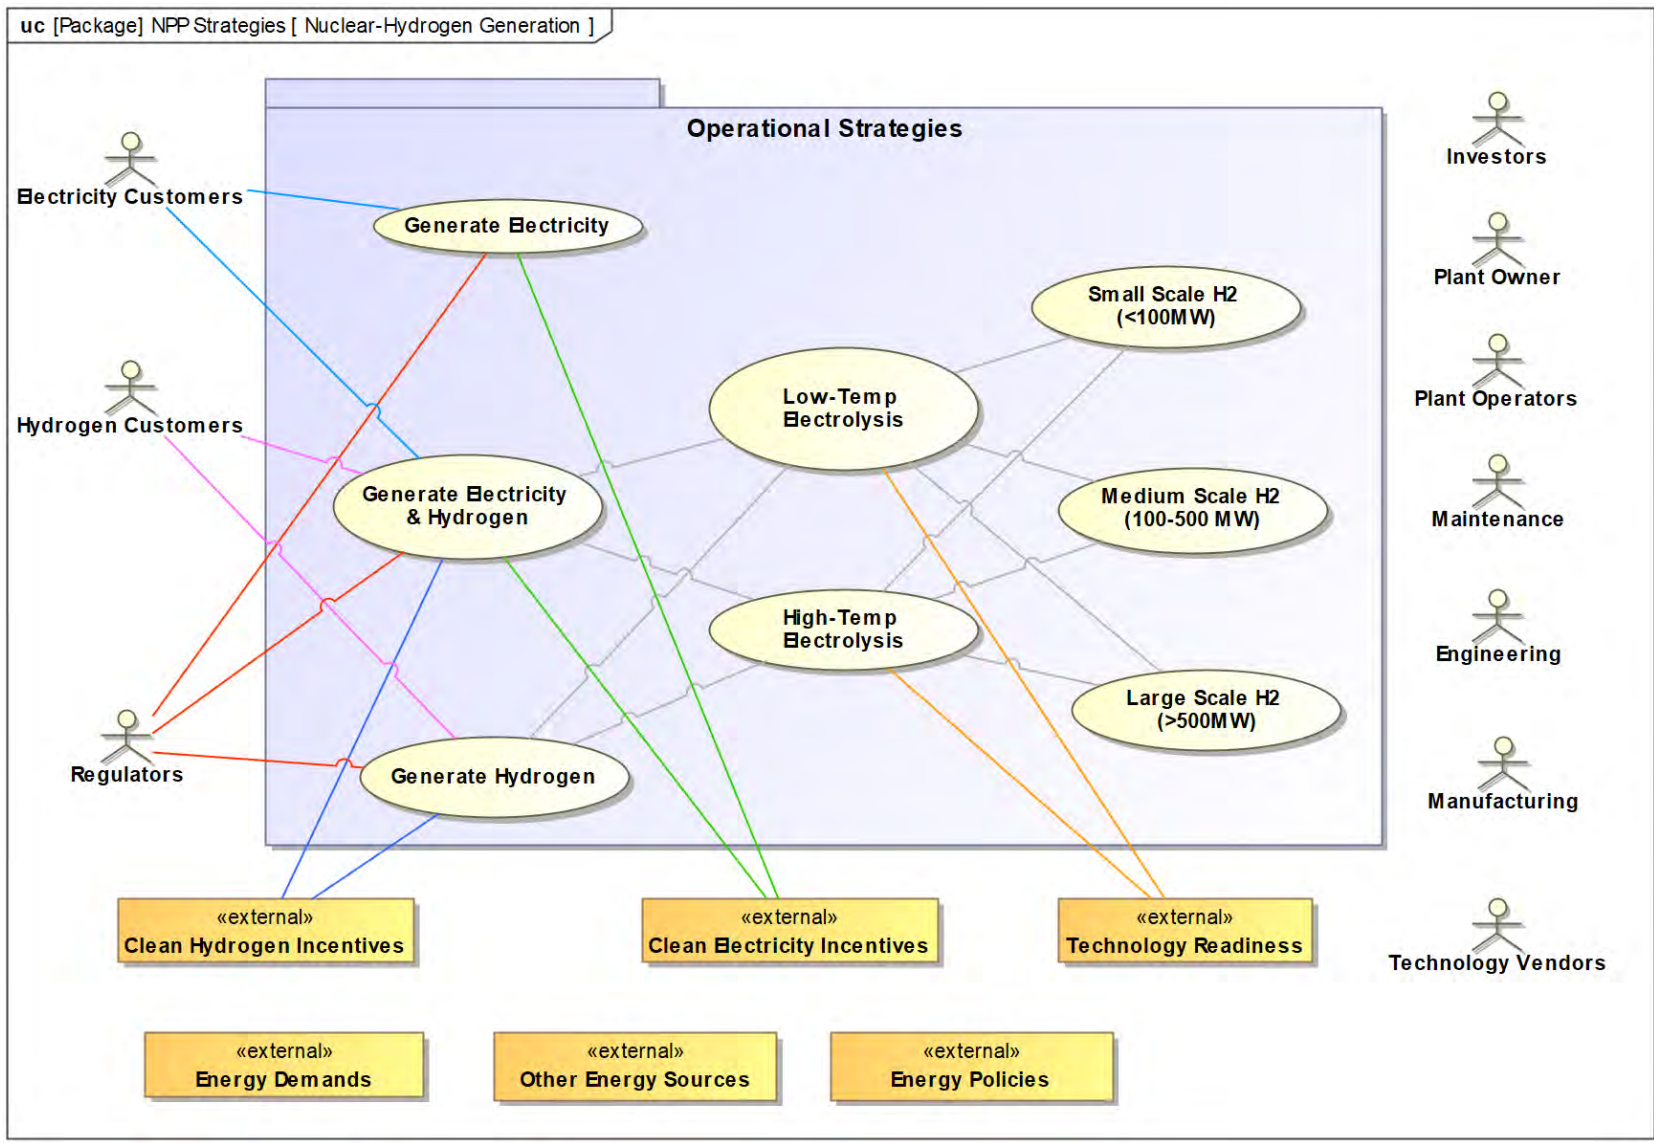 uc [Package] NPP Strategies [ Nuclear-Hydrogen Generation ]
Operational Strategies
Electricity Customers
Hydrogen Customers
Regulators
Generate Electricity
Generate Electricity
& Hydrogen
Generate Hydrogen
Low-Temp
Electrolysis
High-Temp
Electrolysis
Small Scale H2
(<100MW)
Medium Scale H2
(100-500 MW)
Large Scale H2
(>500MW)
Investors
Plant Owner
Plant Operators
Maintenance
Engineering
Manufacturing
Technology Vendors
«external»
Clean Hydrogen Incentives
«external»
Clean Electricity Incentives
«external»
Technology Readiness
«external»
Energy Demands
«external»
Other Energy Sources
«external»
Energy Policies